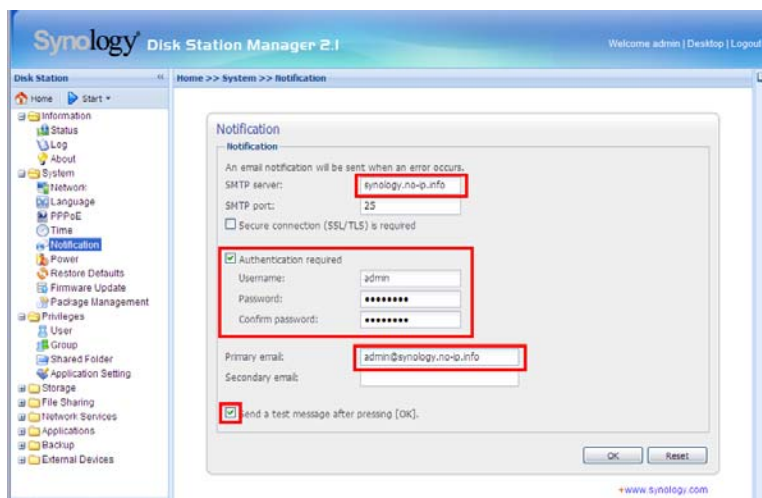 Synology Disk Station Manager 2.1
Welcome admin | Desktop | Logout
Disk Station
Home >> System >> Notification
Home Start
Information
Status
Log
About
System
Network
Language
PPPoE
Time
Notification
Power
Restore Defaults
Firmware Update
Package Management
Privileges
User
Group
Shared Folder
Application Setting
Storage
File Sharing
Network Services
Applications
Backup
External Devices
Notification
Notification
An email notification will be sent when an error occurs.
SMTP server: synology.no-ip.info
SMTP port: 25
Secure connection (SSL/TLS) is required
Authentication required
Username: admin
Password: ●●●●●●●●
Confirm password: ●●●●●●●●
Primary email: admin@synology.no-ip.info
Secondary email:
Send a test message after pressing [OK].
OK Reset
+www.synology.com